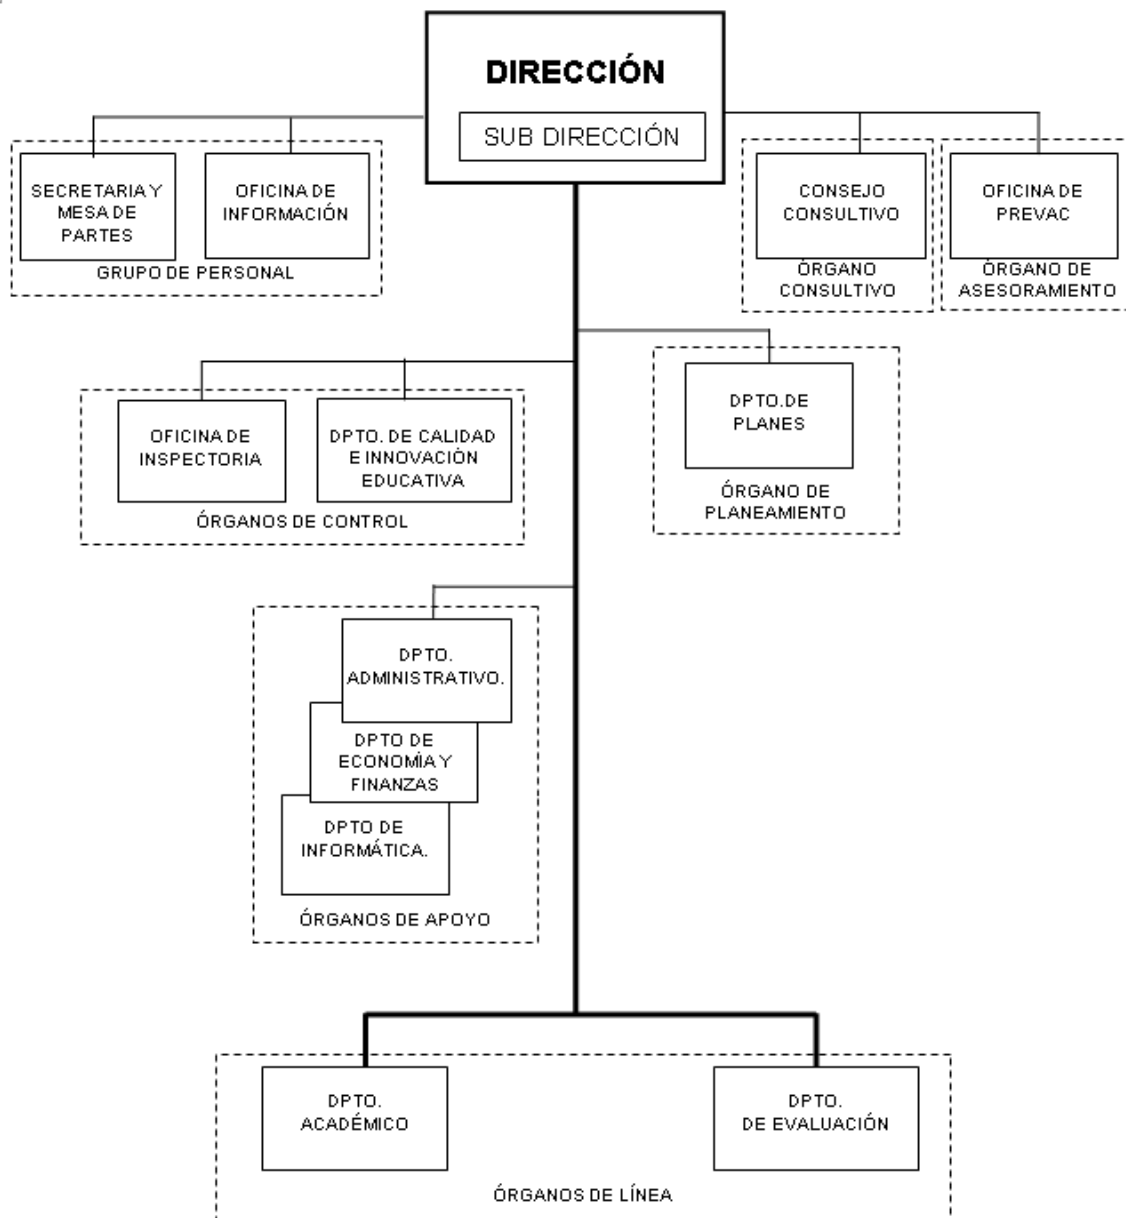 DIRECCIÓN
SUB DIRECCIÓN
SECRETARIA Y
MESA DE
PARTES
OFICINA DE
INFORMACIÓN
GRUPO DE PERSONAL
CONSEJO
CONSULTIVO
ÓRGANO
CONSULTIVO
OFICINA DE
PREVAC
ÓRGANO DE
ASESORAMIENTO
DPTO.DE
PLANES
ÓRGANO DE
PLANEAMIENTO
OFICINA DE
INSPECTORIA
DPTO. DE CALIDAD
E INNOVACIÓN
EDUCATIVA
ÓRGANOS DE CONTROL
DPTO.
ADMINISTRATIVO.
DPTO DE
ECONOMÍA Y
FINANZAS
DPTO DE
INFORMÁTICA.
ÓRGANOS DE APOYO
DPTO.
ACADÉMICO
DPTO.
DE EVALUACIÓN
ÓRGANOS DE LÍNEA